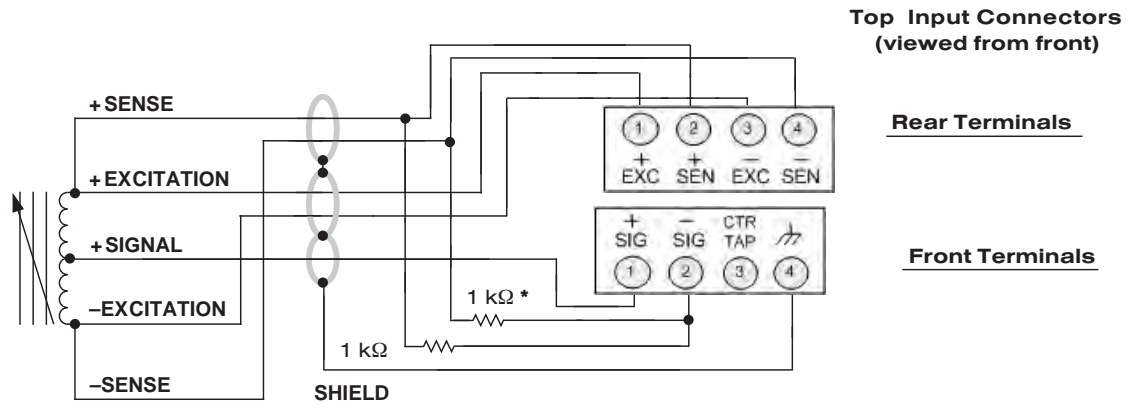 Top Input Connectors
(viewed from front)
+ SENSE
1 2 3 4
+ + − −
EXC SEN EXC SEN
Rear Terminals
+ EXCITATION
+ SIGNAL
+ − CTR
SIG SIG TAP
1 2 3 4
Front Terminals
–EXCITATION
1 kΩ *
1 kΩ
–SENSE
SHIELD